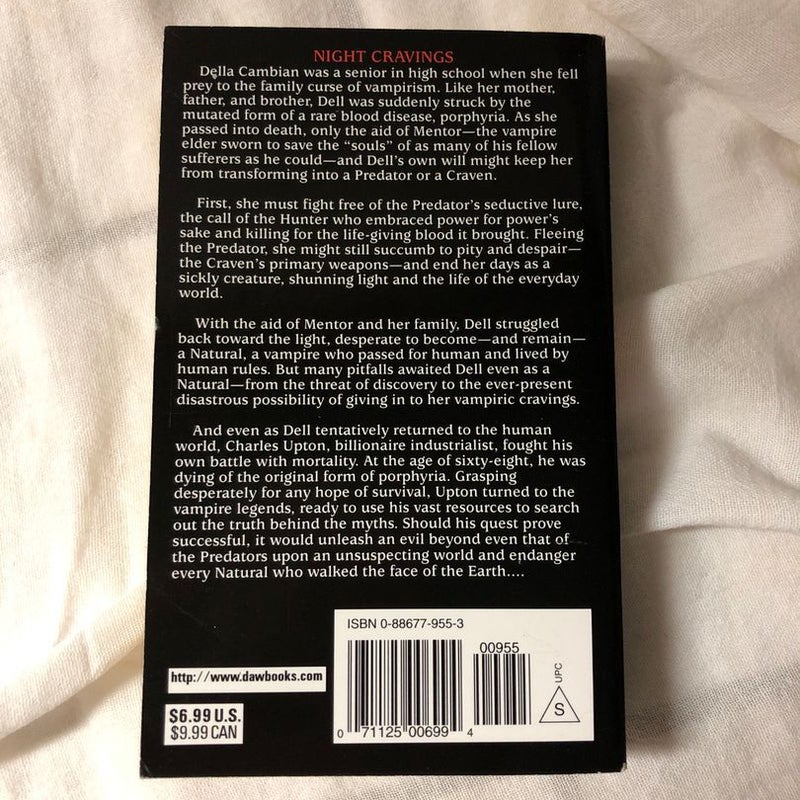 NIGHT CRAVINGS
Della Cambian was a senior in high school when she fell
prey to the family curse of vampirism. Like her mother,
father, and brother, Dell was suddenly struck by the
mutated form of a rare blood disease, porphyria. As she
passed into death, only the aid of Mentor—the vampire
elder sworn to save the “souls” of as many of his fellow
sufferers as he could—and Dell’s own will might keep her
from transforming into a Predator or a Craven.
First, she must fight free of the Predator’s seductive lure,
the call of the Hunter who embraced power for power’s
sake and killing for the life-giving blood it brought. Fleeing
the Predator, she might still succumb to pity and despair—
the Craven’s primary weapons—and end her days as a
sickly creature, shunning light and the life of the everyday
world.
With the aid of Mentor and her family, Dell struggled
back toward the light, desperate to become—and remain—
a Natural, a vampire who passed for human and lived by
human rules. But many pitfalls awaited Dell even as a
Natural—from the threat of discovery to the ever-present
disastrous possibility of giving in to her vampiric cravings.
And even as Dell tentatively returned to the human
world, Charles Upton, billionaire industrialist, fought his
own battle with mortality. At the age of sixty-eight, he was
dying of the original form of porphyria. Grasping
desperately for any hope of survival, Upton turned to the
vampire legends, ready to use his vast resources to search
out the truth behind the myths. Should his quest prove
successful, it would unleash an evil beyond even that of
the Predators upon an unsuspecting world and endanger
every Natural who walked the face of the Earth....
ISBN 0-88677-955-3
00955
UPC
S
http://www.dawbooks.com
$6.99 U.S.
$9.99 CAN
0 71125 00699 4